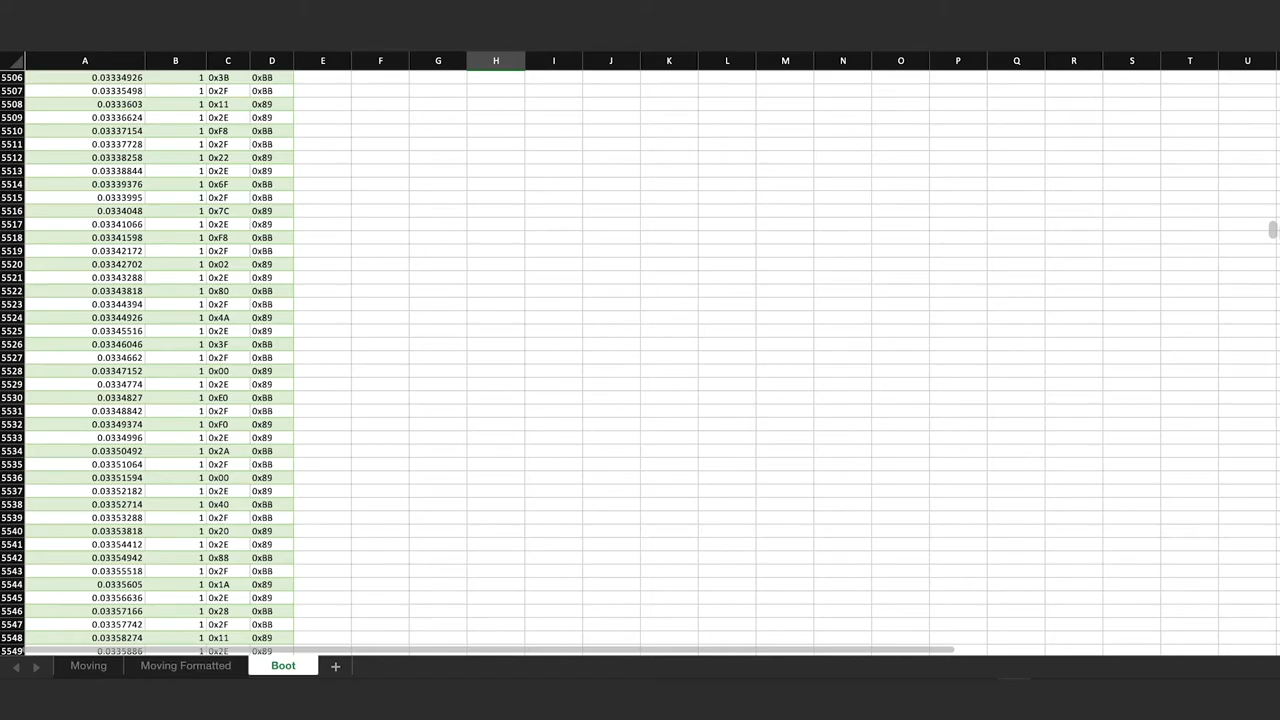 A B C D E F G H I J K L M N O P Q R S T U
5506 0.03334926 1 0x3B 0xBB
5507 0.03335498 1 0x2F 0xBB
5508 0.0333603 1 0x11 0x89
5509 0.03336624 1 0x2E 0x89
5510 0.03337154 1 0xF8 0xBB
5511 0.03337728 1 0x2F 0xBB
5512 0.03338258 1 0x22 0x89
5513 0.03338844 1 0x2E 0x89
5514 0.03339376 1 0x6F 0xBB
5515 0.0333995 1 0x2F 0xBB
5516 0.0334048 1 0x7C 0x89
5517 0.03341066 1 0x2E 0x89
5518 0.03341598 1 0xF8 0xBB
5519 0.03342172 1 0x2F 0xBB
5520 0.03342702 1 0x02 0x89
5521 0.03343288 1 0x2E 0x89
5522 0.03343818 1 0x80 0xBB
5523 0.03344394 1 0x2F 0xBB
5524 0.03344926 1 0x4A 0x89
5525 0.03345516 1 0x2E 0x89
5526 0.03346046 1 0x3F 0xBB
5527 0.0334662 1 0x2F 0xBB
5528 0.03347152 1 0x00 0x89
5529 0.0334774 1 0x2E 0x89
5530 0.0334827 1 0xE0 0xBB
5531 0.03348842 1 0x2F 0xBB
5532 0.03349374 1 0xF0 0x89
5533 0.0334996 1 0x2E 0x89
5534 0.03350492 1 0x2A 0xBB
5535 0.03351064 1 0x2F 0xBB
5536 0.03351594 1 0x00 0x89
5537 0.03352182 1 0x2E 0x89
5538 0.03352714 1 0x40 0xBB
5539 0.03353288 1 0x2F 0xBB
5540 0.03353818 1 0x20 0x89
5541 0.03354412 1 0x2E 0x89
5542 0.03354942 1 0x88 0xBB
5543 0.03355518 1 0x2F 0xBB
5544 0.0335605 1 0x1A 0x89
5545 0.03356636 1 0x2E 0x89
5546 0.03357166 1 0x28 0xBB
5547 0.03357742 1 0x2F 0xBB
5548 0.03358274 1 0x11 0x89
5549 0.0335886 1 0x2E 0x89
Moving Moving Formatted Boot +